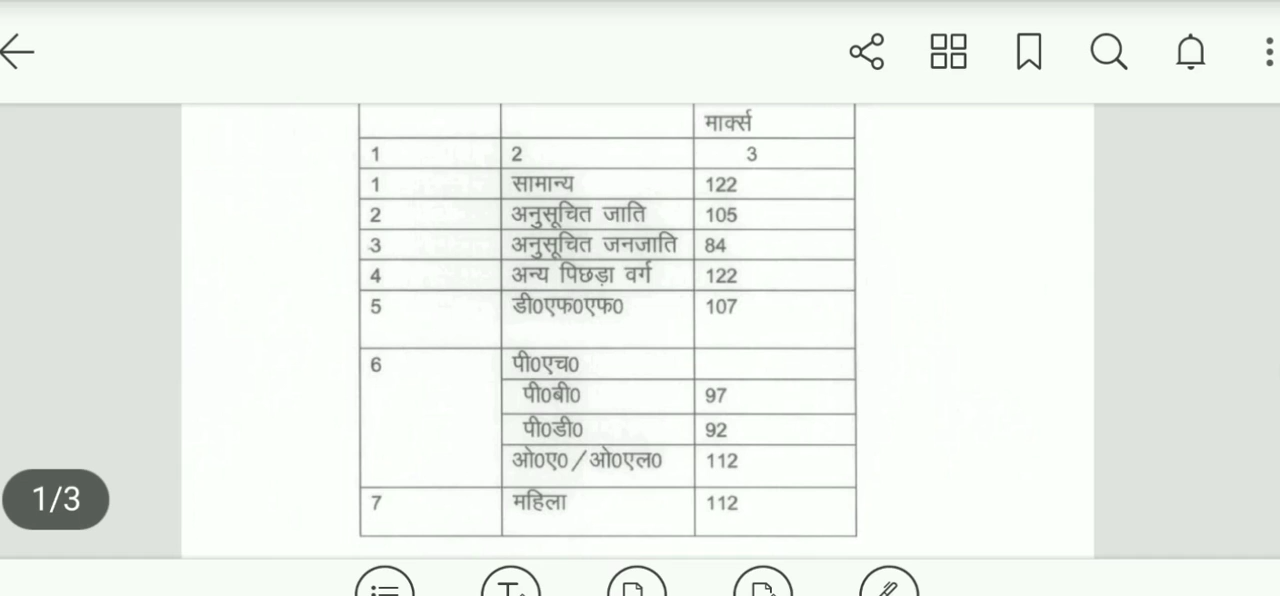 मार्क्स
1 2 3
1 सामान्य 122
2 अनुसूचित जाति 105
3 अनुसूचित जनजाति 84
4 अन्य पिछड़ा वर्ग 122
5 डी0एफ0एफ0 107
6 पी0एच0
पी0बी0 97
पी0डी0 92
ओ0ए0/ओ0एल0 112
7 महिला 112
1/3